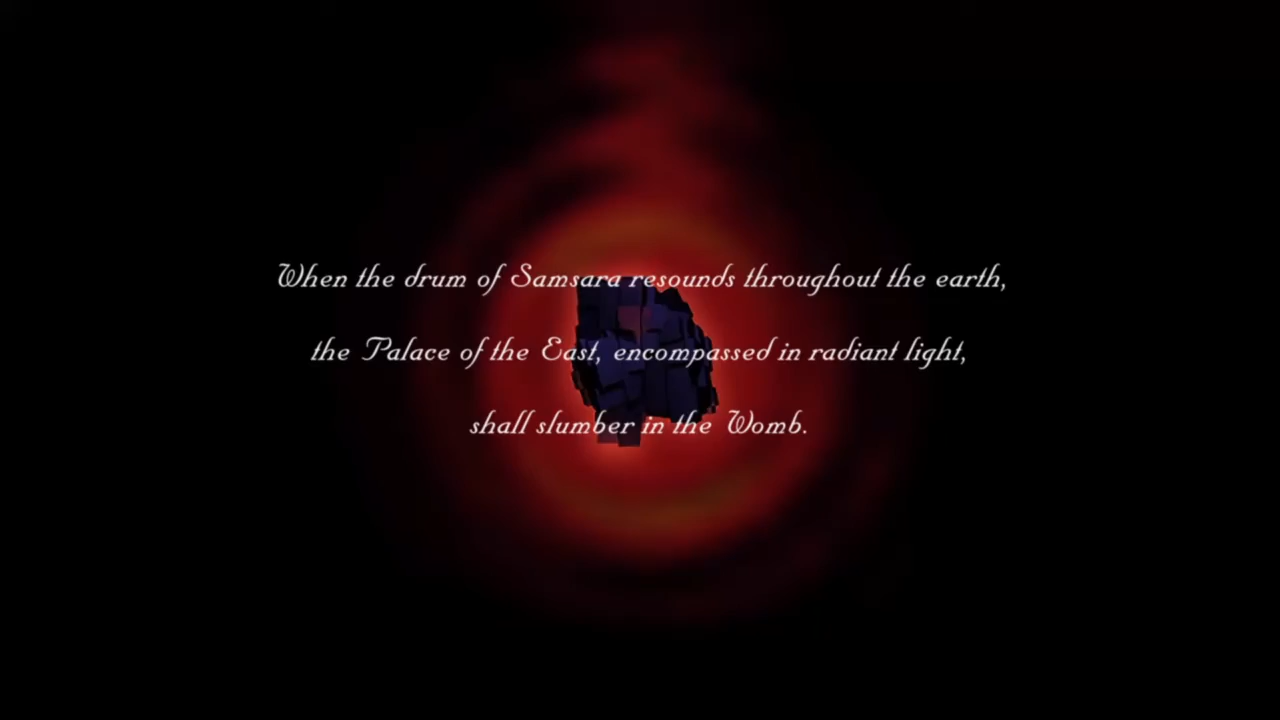 When the drum of Samsara resounds throughout the earth,
the Palace of the East, encompassed in radiant light,
shall slumber in the Womb.